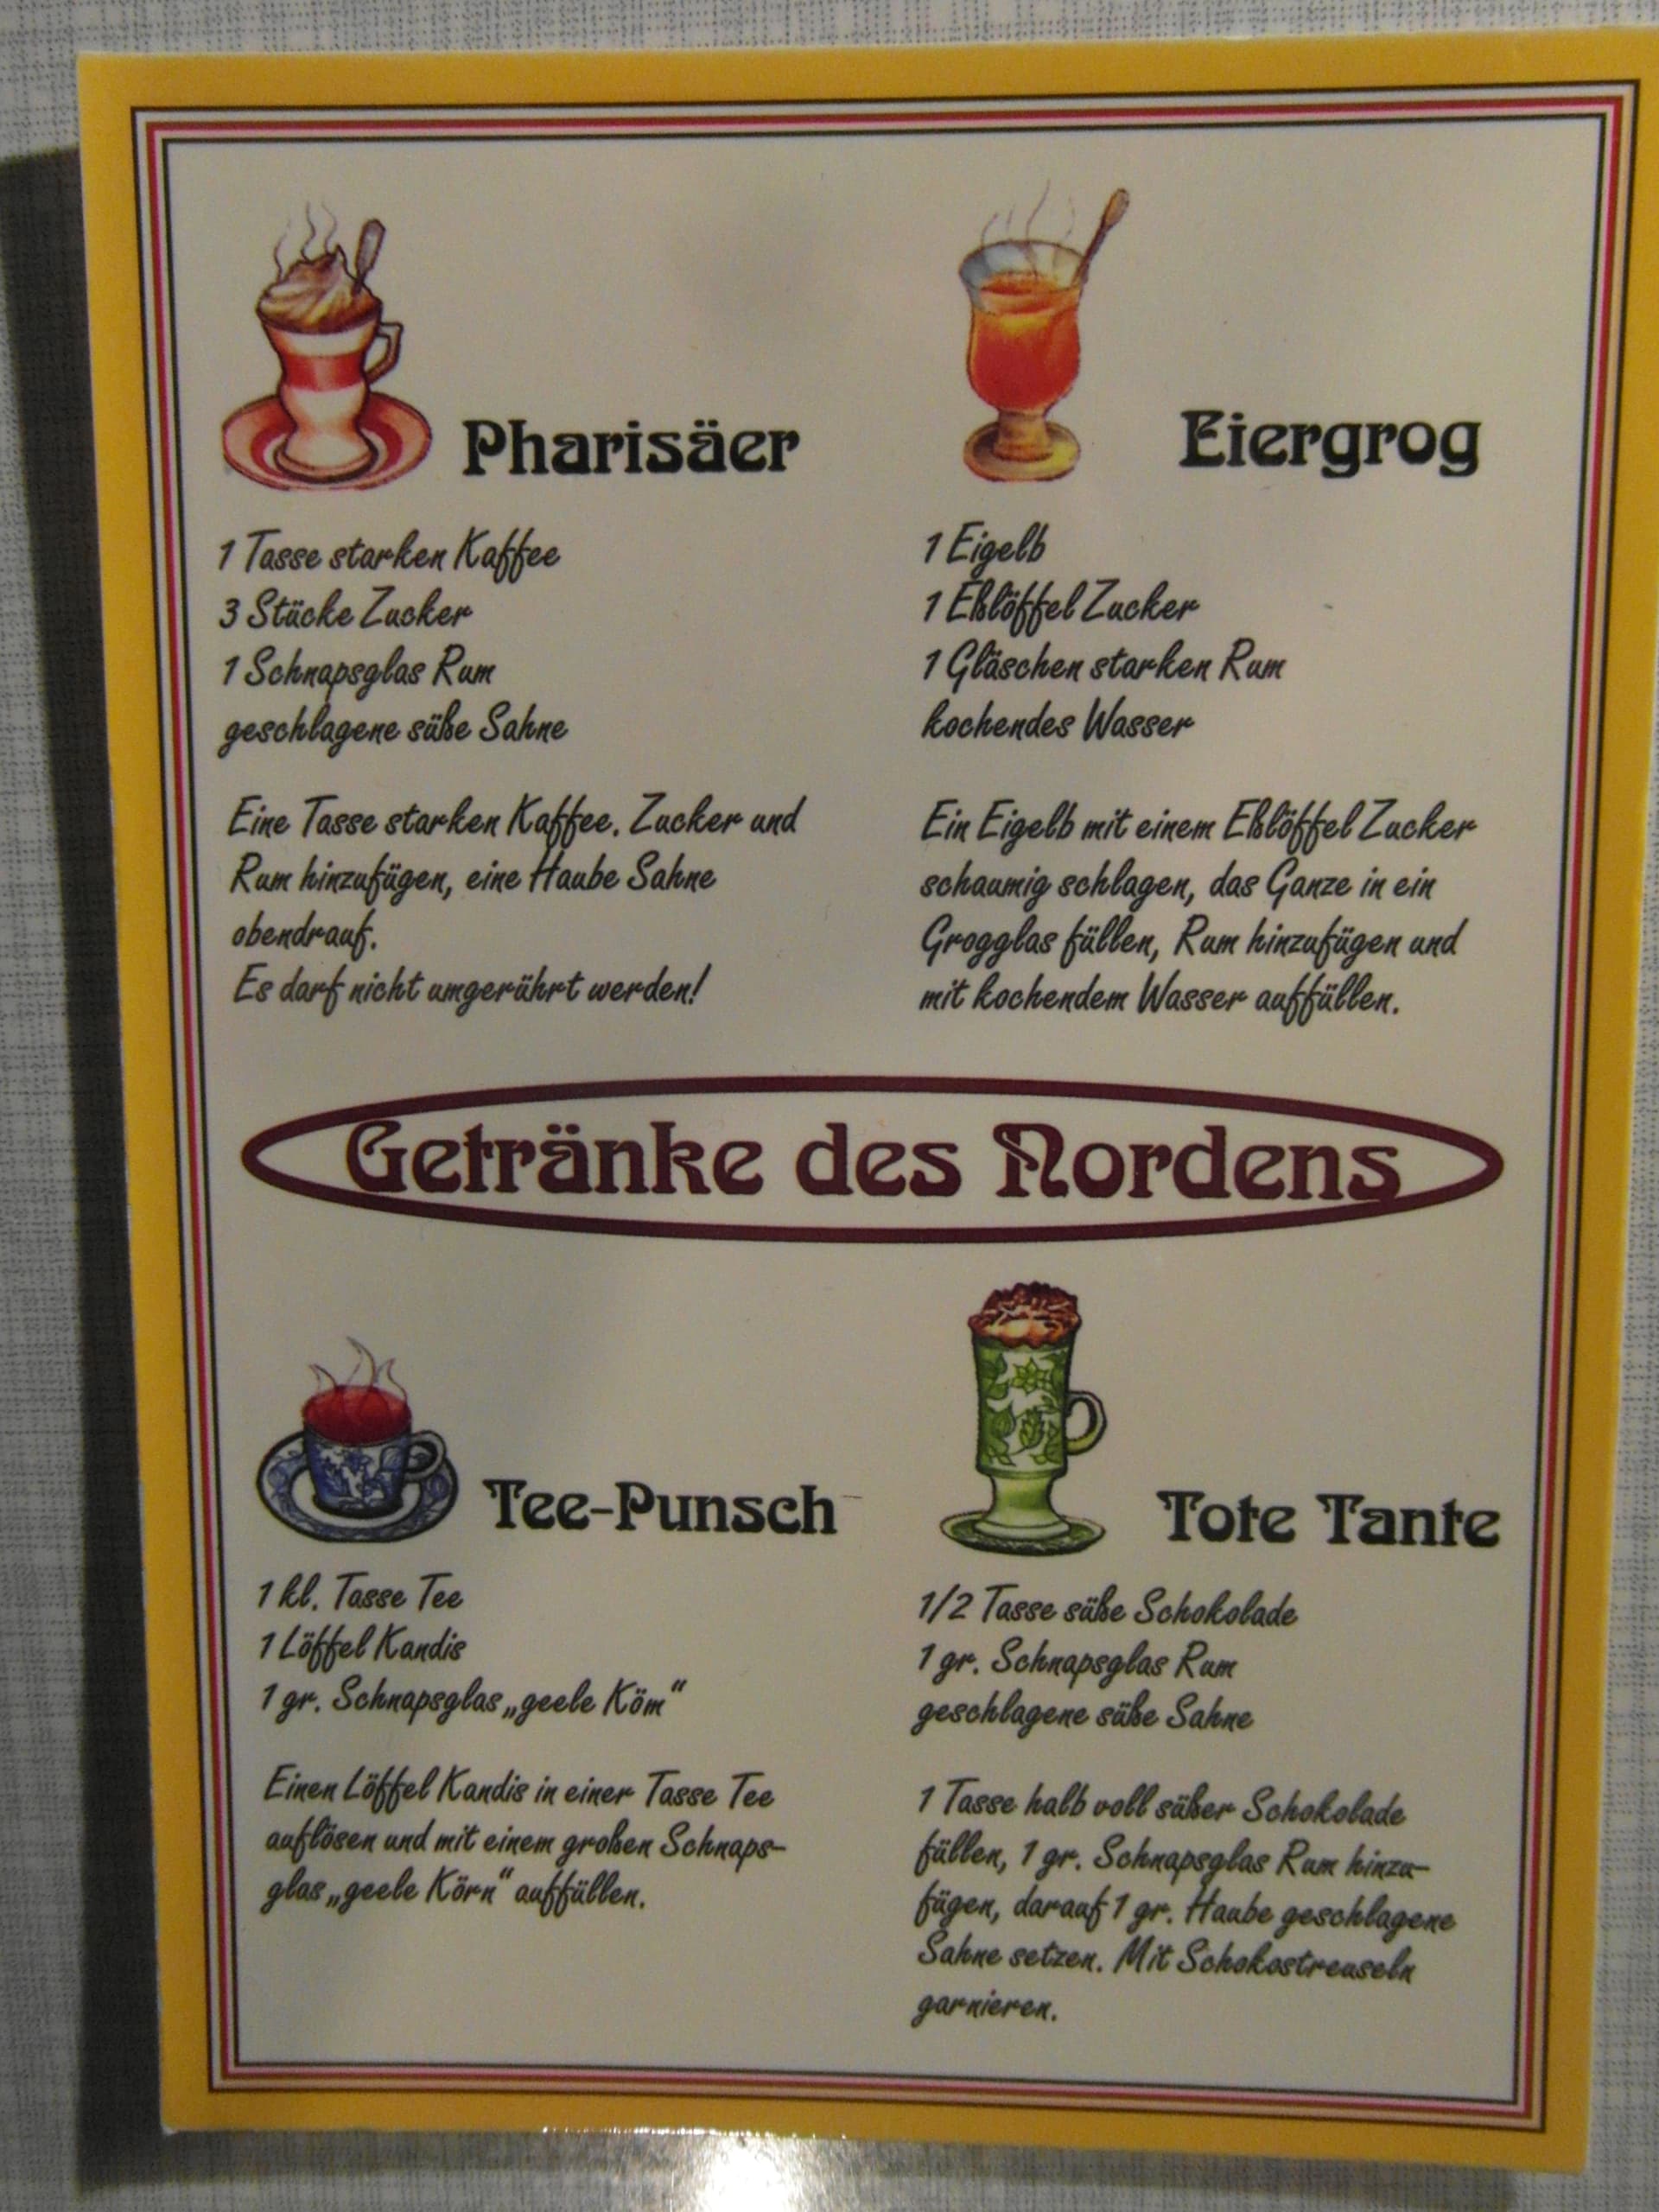 Pharisäer
1 Tasse starken Kaffee
3 Stücke Zucker
1 Schnapsglas Rum
geschlagene süße Sahne
Eine Tasse starken Kaffee. Zucker und
Rum hinzufügen, eine Haube Sahne
obendrauf.
Es darf nicht umgerührt werden!
Eiergrog
1 Eigelb
1 Eßlöffel Zucker
1 Gläschen starken Rum
kochendes Wasser
Ein Eigelb mit einem Eßlöffel Zucker
schaumig schlagen, das Ganze in ein
Grogglas füllen, Rum hinzufügen und
mit kochendem Wasser auffüllen.
Getränke des Nordens
Tee-Punsch
1 kl. Tasse Tee
1 Löffel Kandis
1 gr. Schnapsglas „geele Köm“
Einen Löffel Kandis in einer Tasse Tee
auflösen und mit einem großen Schnaps-
glas „geele Körn“ auffüllen.
Tote Tante
1/2 Tasse süße Schokolade
1 gr. Schnapsglas Rum
geschlagene süße Sahne
1 Tasse halb voll süßer Schokolade
füllen, 1 gr. Schnapsglas Rum hinzu-
fügen, darauf 1 gr. Haube geschlagene
Sahne setzen. Mit Schokostreuseln
garnieren.